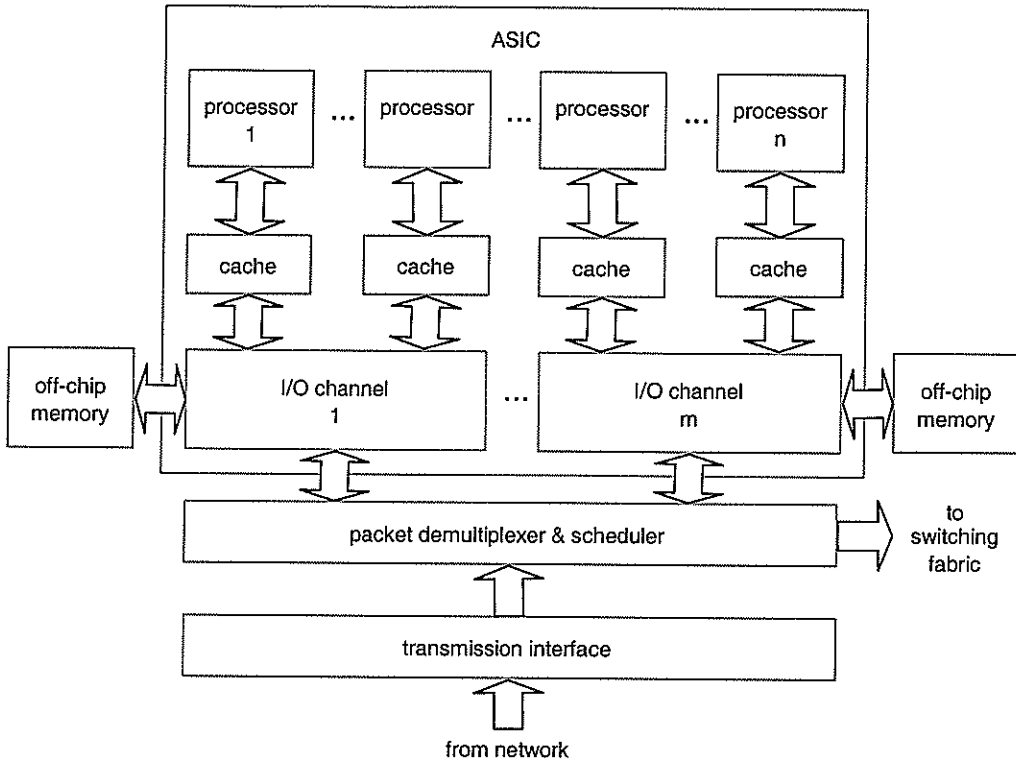 ASIC
processor
1
...
processor
...
processor
...
processor
n
cache
cache
cache
cache
off-chip
memory
I/O channel
1
...
I/O channel
m
off-chip
memory
packet demultiplexer & scheduler
to
switching
fabric
transmission interface
from network